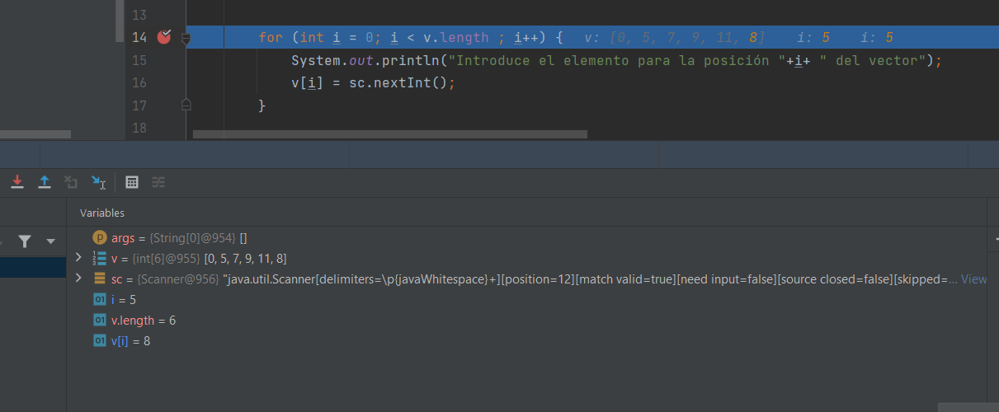 13
14 for (int i = 0; i < v.length ; i++) { v: [0, 5, 7, 9, 11, 8] i: 5 i: 5
15 System.out.println("Introduce el elemento para la posición "+i+ " del vector");
16 v[i] = sc.nextInt();
17 }
18
Variables
args = {String[0]@954} []
v = {int[6]@955} [0, 5, 7, 9, 11, 8]
sc = {Scanner@956} "java.util.Scanner[delimiters=\p{javaWhitespace}+][position=12][match valid=true][need input=false][source closed=false][skipped=... View
i = 5
v.length = 6
v[i] = 8